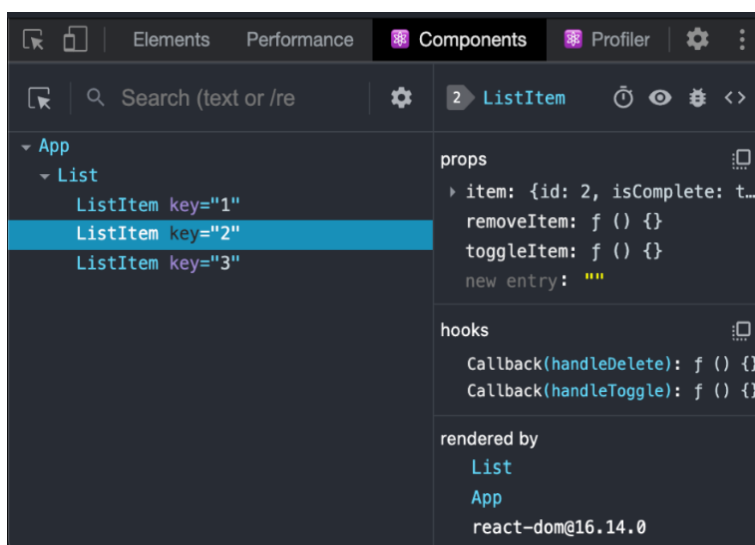 Elements Performance Components Profiler
Search (text or /re
App
List
ListItem key="1"
ListItem key="2"
ListItem key="3"
2 ListItem
props
item: {id: 2, isComplete: t…
removeItem: ƒ () {}
toggleItem: ƒ () {}
new entry: ""
hooks
Callback(handleDelete): ƒ () {}
Callback(handleToggle): ƒ () {}
rendered by
List
App
react-dom@16.14.0